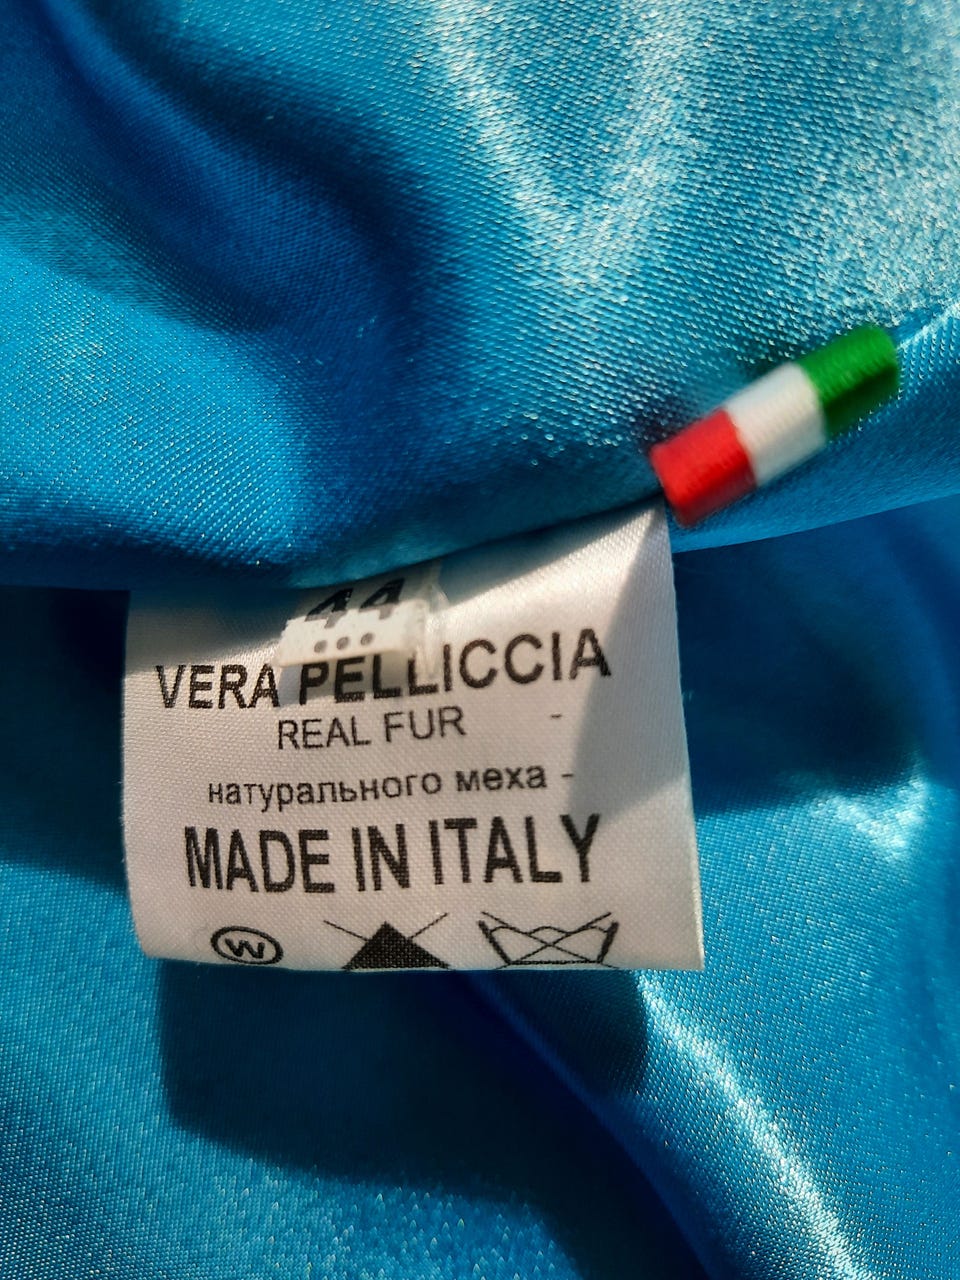 44
VERA PELLICCIA
REAL FUR -
натурального меха -
MADE IN ITALY
W